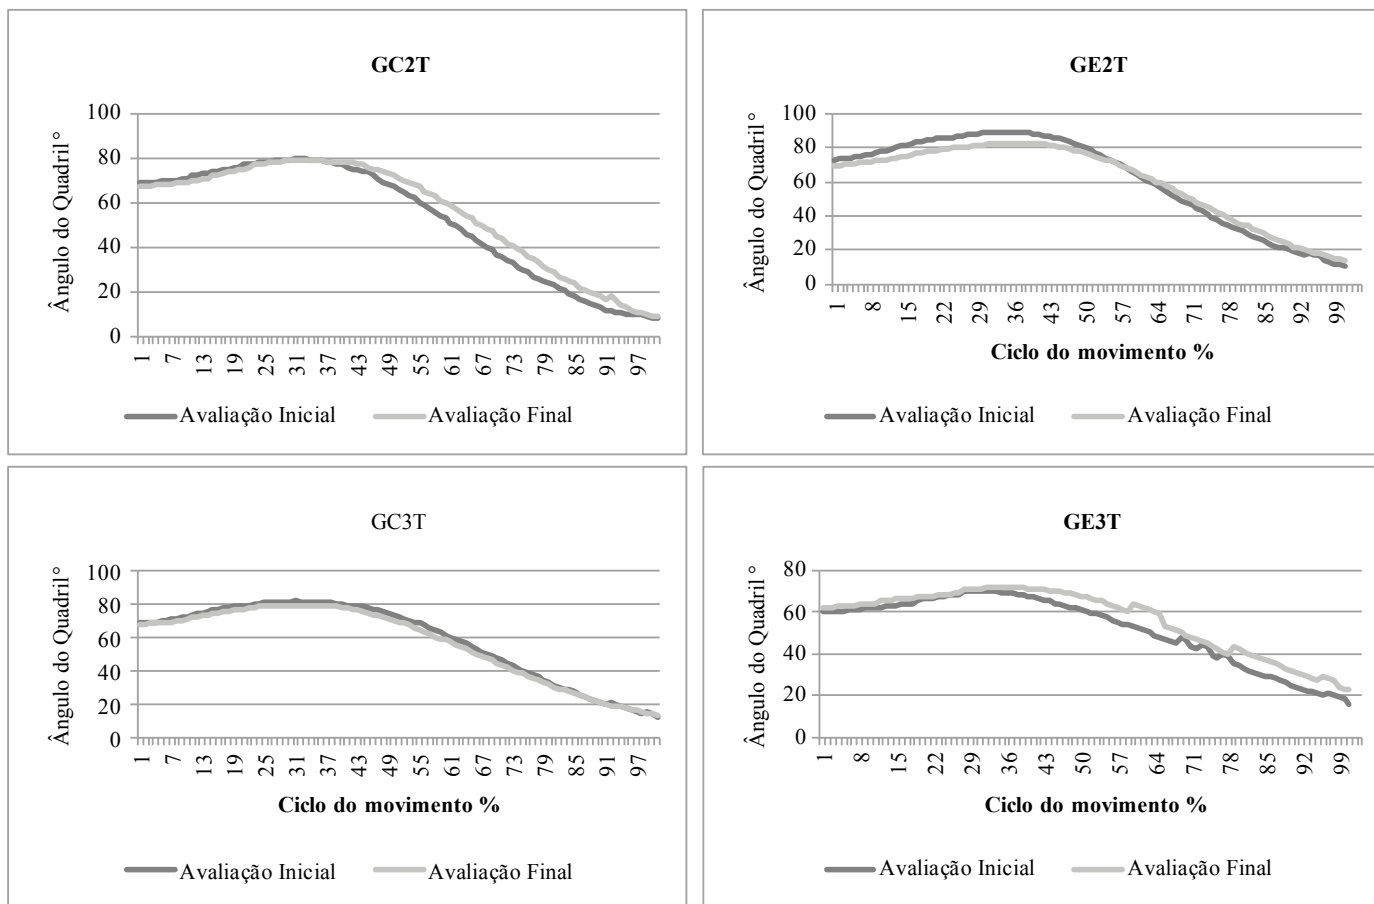 GC2T
Ângulo do Quadril°
100
80
60
40
20
0
1 7 13 19 25 31 37 43 49 55 61 67 73 79 85 91 97
Avaliação Inicial Avaliação Final
GE2T
Ângulo do Quadril°
100
80
60
40
20
0
1 8 15 22 29 36 43 50 57 64 71 78 85 92 99
Ciclo do movimento %
Avaliação Inicial Avaliação Final
GC3T
Ângulo do Quadril°
100
80
60
40
20
0
1 7 13 19 25 31 37 43 49 55 61 67 73 79 85 91 97
Ciclo do movimento %
Avaliação Inicial Avaliação Final
GE3T
Ângulo do Quadril°
80
60
40
20
0
1 8 15 22 29 36 43 50 57 64 71 78 85 92 99
Ciclo do movimento %
Avaliação Inicial Avaliação Final